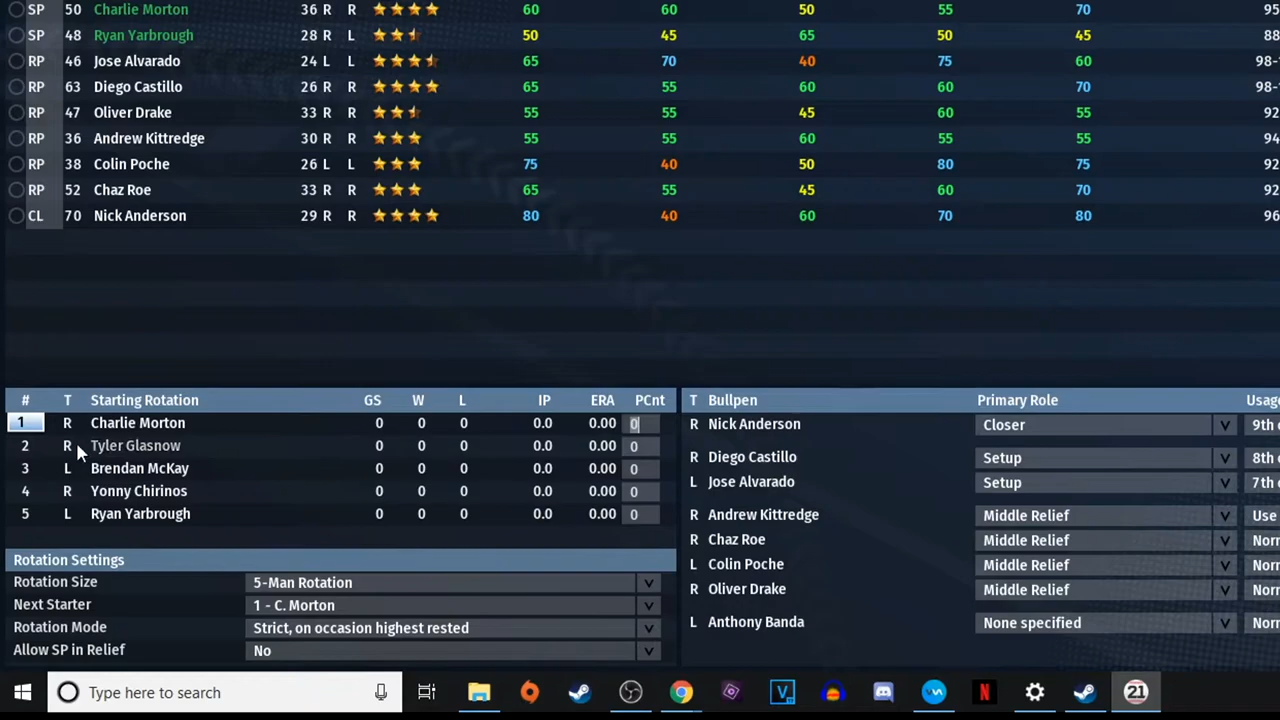 SP 50 Charlie Morton 36 R R 60 60 50 55 70 95
SP 48 Ryan Yarbrough 28 R L 50 45 65 50 45 88
RP 46 Jose Alvarado 24 L L 65 70 40 75 60 98-
RP 63 Diego Castillo 26 R R 65 55 60 60 70 98-
RP 47 Oliver Drake 33 R R 55 55 45 60 55 92
RP 36 Andrew Kittredge 30 R R 55 55 60 55 55 94
RP 38 Colin Poche 26 L L 75 40 50 80 75 92
RP 52 Chaz Roe 33 R R 65 55 45 60 70 92
CL 70 Nick Anderson 29 R R 80 40 60 70 80 96
# T Starting Rotation GS W L IP ERA PCnt
1 R Charlie Morton 0 0 0 0.0 0.00 0
2 R Tyler Glasnow 0 0 0 0.0 0.00 0
3 L Brendan McKay 0 0 0 0.0 0.00 0
4 R Yonny Chirinos 0 0 0 0.0 0.00 0
5 L Ryan Yarbrough 0 0 0 0.0 0.00 0
Rotation Settings
Rotation Size 5-Man Rotation
Next Starter 1 - C. Morton
Rotation Mode Strict, on occasion highest rested
Allow SP in Relief No
T Bullpen Primary Role Usag
R Nick Anderson Closer 9th
R Diego Castillo Setup 8th
L Jose Alvarado Setup 7th
R Andrew Kittredge Middle Relief Use
R Chaz Roe Middle Relief Nor
L Colin Poche Middle Relief Nor
R Oliver Drake Middle Relief Nor
L Anthony Banda None specified Nor
Type here to search
21